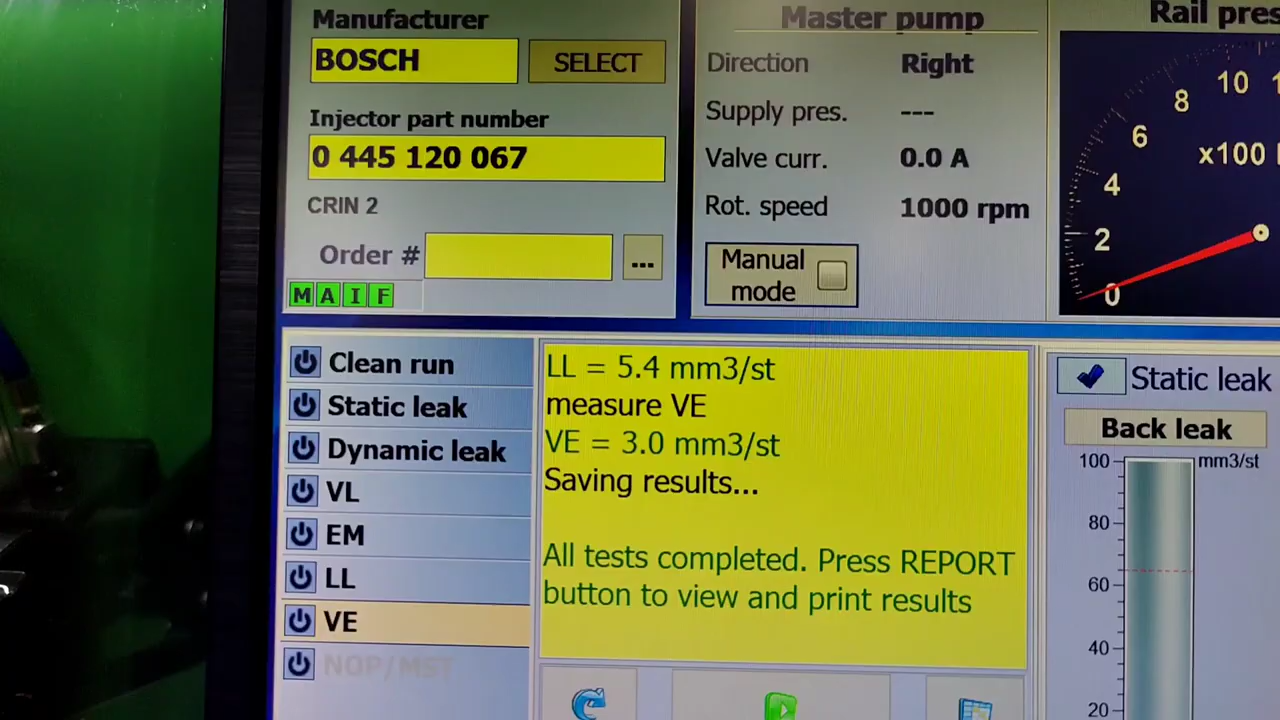 Manufacturer
BOSCH
SELECT
Injector part number
0 445 120 067
CRIN 2
Order #
...
M A I F
Master pump
Direction Right
Supply pres. ---
Valve curr. 0.0 A
Rot. speed 1000 rpm
Manual
mode
Rail pres
10
8
6
x100
4
2
0
Clean run
Static leak
Dynamic leak
VL
EM
LL
VE
NOP/MST
LL = 5.4 mm3/st
measure VE
VE = 3.0 mm3/st
Saving results...
All tests completed. Press REPORT
button to view and print results
Static leak
Back leak
100 mm3/st
80
60
40
20